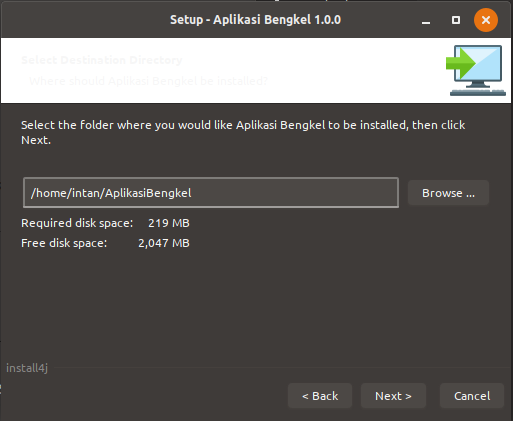 Setup - Aplikasi Bengkel 1.0.0
Select Destination Directory
Where should Aplikasi Bengkel be installed?
Select the folder where you would like Aplikasi Bengkel to be installed, then click
Next.
/home/intan/AplikasiBengkel
Browse ...
Required disk space: 219 MB
Free disk space: 2,047 MB
install4j
< Back
Next >
Cancel